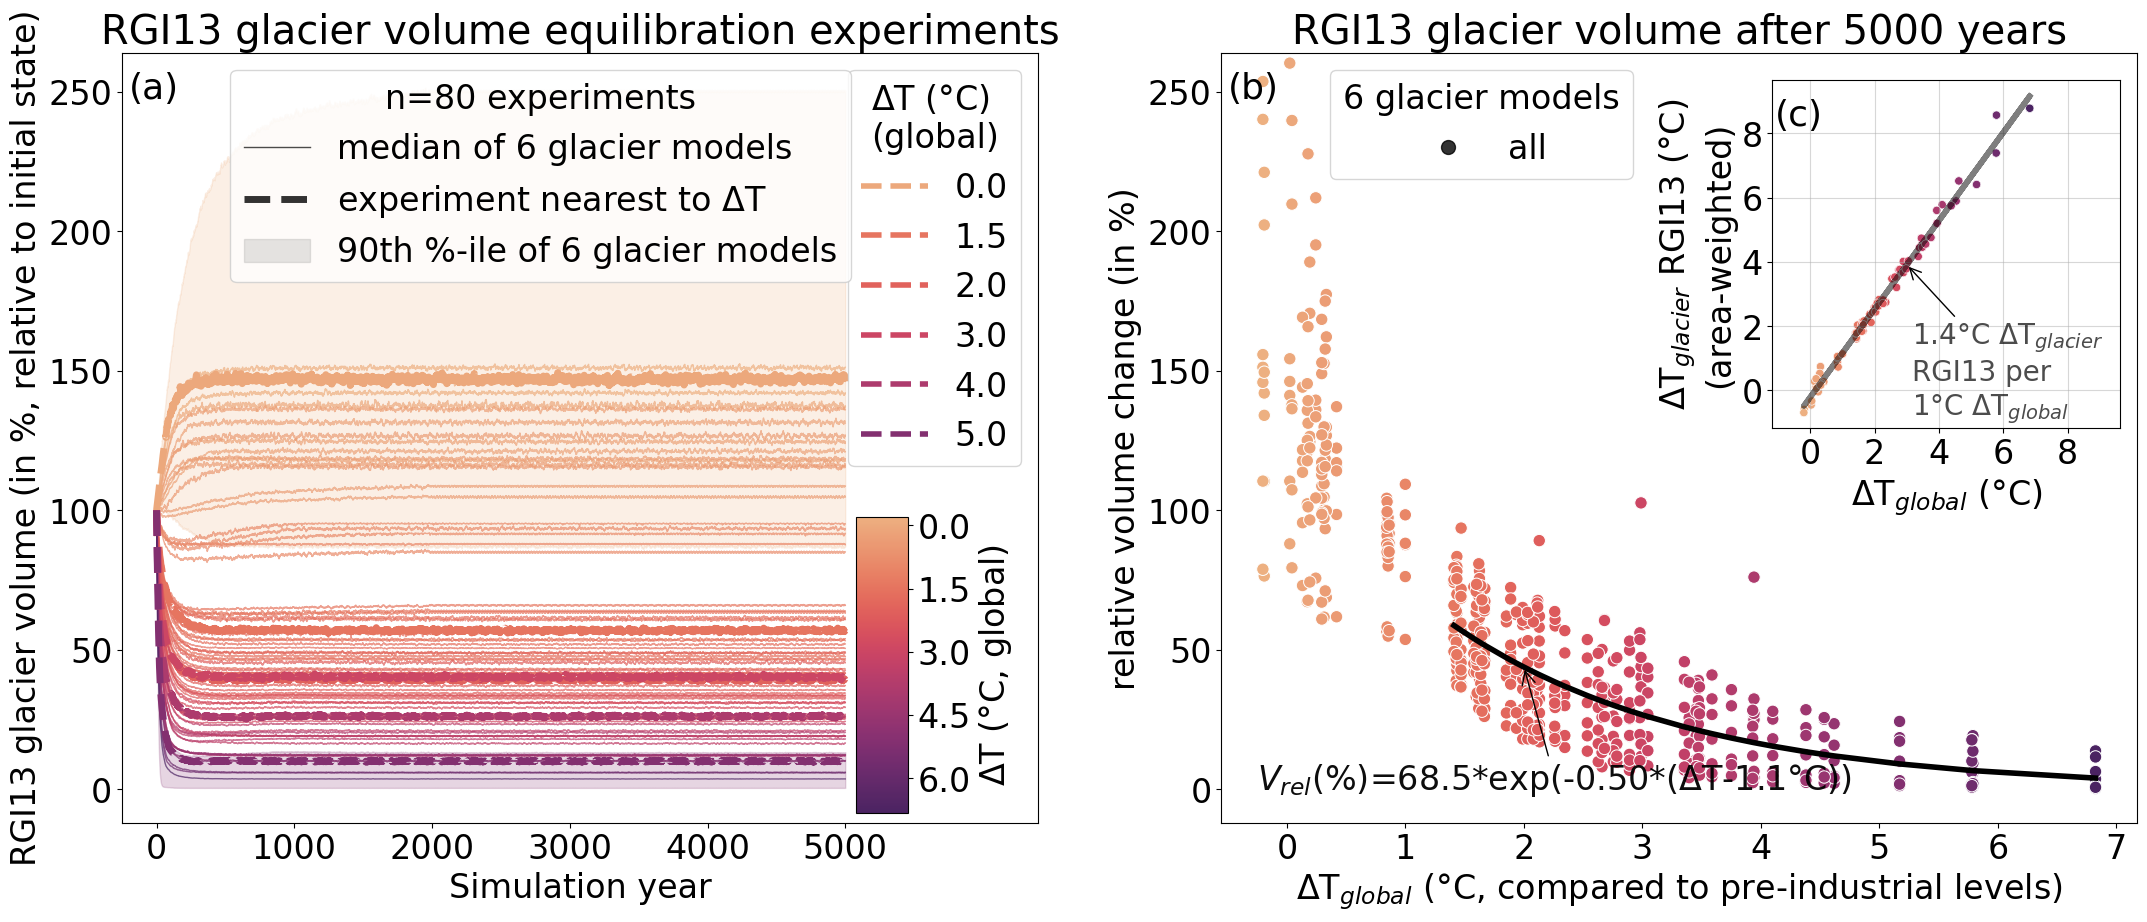 RGI13 glacier volume equilibration experiments
(a)
n=80 experiments
median of 6 glacier models
experiment nearest to ΔT
90th %-ile of 6 glacier models
ΔT (°C)
(global)
0.0
1.5
2.0
3.0
4.0
5.0
RGI13 glacier volume (in %, relative to initial state)
250
200
150
100
50
0
0 1000 2000 3000 4000 5000
Simulation year
0.0
1.5
3.0
4.5
6.0
ΔT (°C, global)
RGI13 glacier volume after 5000 years
(b)
6 glacier models
all
relative volume change (in %)
250
200
150
100
50
0
V_rel(%)=68.5*exp(-0.50*(ΔT-1.1°C))
0 1 2 3 4 5 6 7
ΔT_global (°C, compared to pre-industrial levels)
(c)
ΔT_glacier RGI13 (°C)
(area-weighted)
8
6
4
2
0
1.4°C ΔT_glacier
RGI13 per
1°C ΔT_global
0 2 4 6 8
ΔT_global (°C)